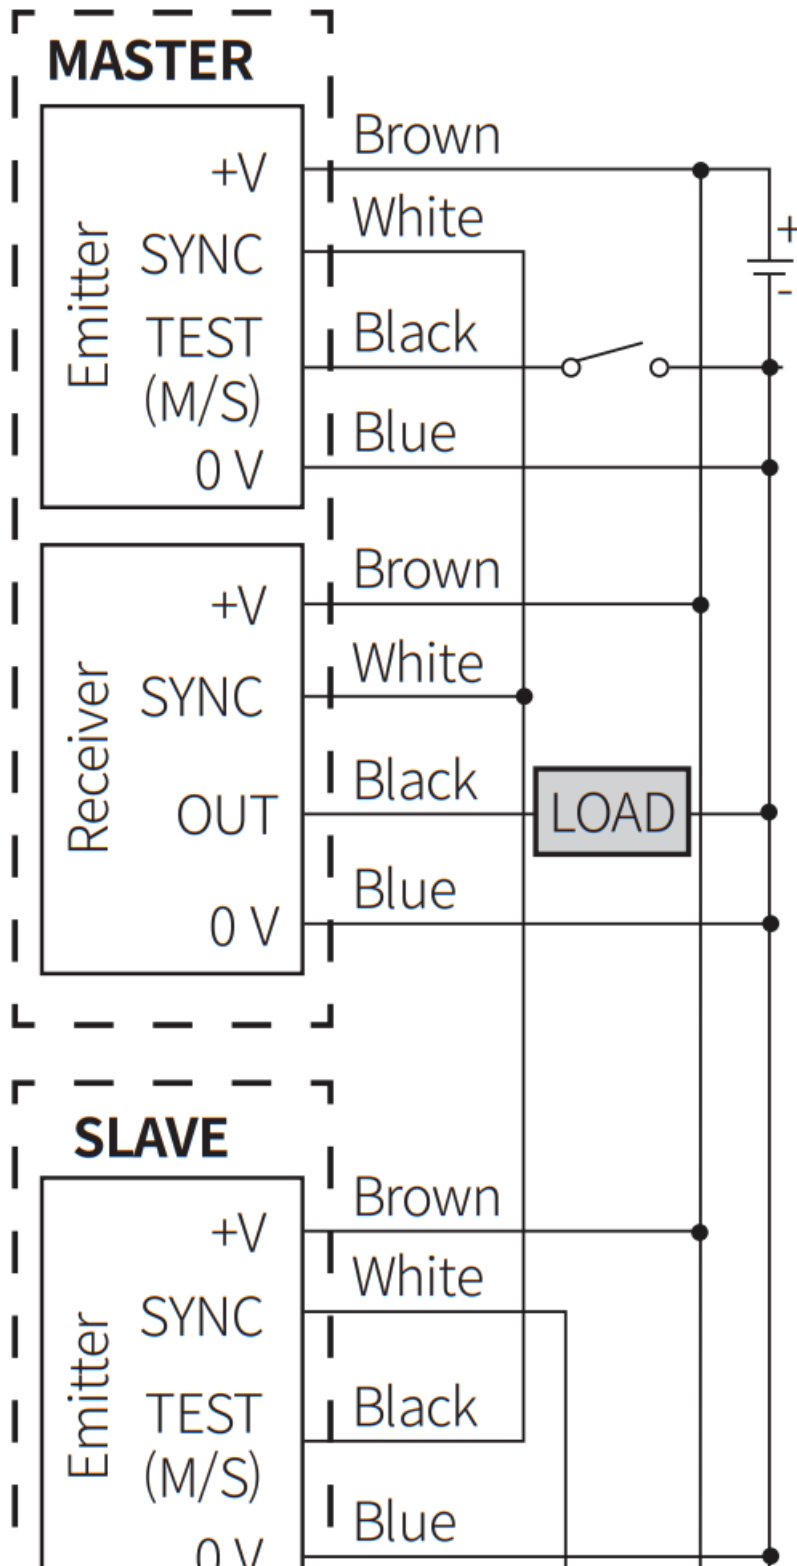 MASTER
Emitter
+V
Brown
SYNC
White
+
-
TEST
(M/S)
Black
0 V
Blue
Receiver
+V
Brown
SYNC
White
OUT
Black
LOAD
0 V
Blue
SLAVE
Emitter
+V
Brown
SYNC
White
TEST
(M/S)
Black
0 V
Blue